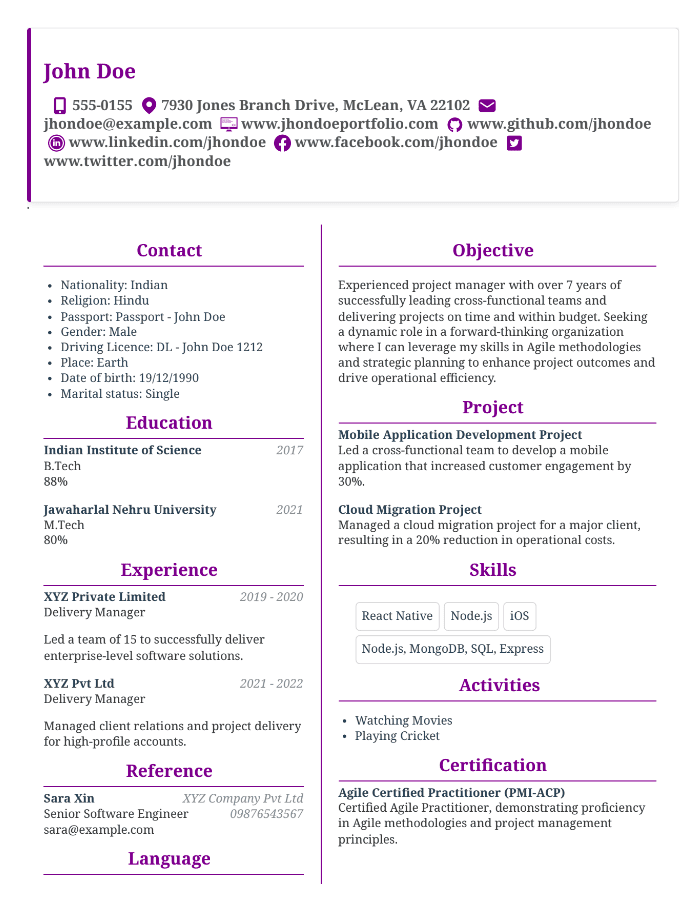 John Doe
555-0155 7930 Jones Branch Drive, McLean, VA 22102
jhondoe@example.com www.jhondoeportfolio.com www.github.com/jhondoe
www.linkedin.com/jhondoe www.facebook.com/jhondoe
www.twitter.com/jhondoe
.
Contact
• Nationality: Indian
• Religion: Hindu
• Passport: Passport - John Doe
• Gender: Male
• Driving Licence: DL - John Doe 1212
• Place: Earth
• Date of birth: 19/12/1990
• Marital status: Single
Education
Indian Institute of Science 2017
B.Tech
88%
Jawaharlal Nehru University 2021
M.Tech
80%
Experience
XYZ Private Limited 2019 - 2020
Delivery Manager
Led a team of 15 to successfully deliver
enterprise-level software solutions.
XYZ Pvt Ltd 2021 - 2022
Delivery Manager
Managed client relations and project delivery
for high-profile accounts.
Reference
Sara Xin XYZ Company Pvt Ltd
Senior Software Engineer 09876543567
sara@example.com
Language
Objective
Experienced project manager with over 7 years of
successfully leading cross-functional teams and
delivering projects on time and within budget. Seeking
a dynamic role in a forward-thinking organization
where I can leverage my skills in Agile methodologies
and strategic planning to enhance project outcomes and
drive operational efficiency.
Project
Mobile Application Development Project
Led a cross-functional team to develop a mobile
application that increased customer engagement by
30%.
Cloud Migration Project
Managed a cloud migration project for a major client,
resulting in a 20% reduction in operational costs.
Skills
React Native Node.js iOS
Node.js, MongoDB, SQL, Express
Activities
• Watching Movies
• Playing Cricket
Certification
Agile Certified Practitioner (PMI-ACP)
Certified Agile Practitioner, demonstrating proficiency
in Agile methodologies and project management
principles.